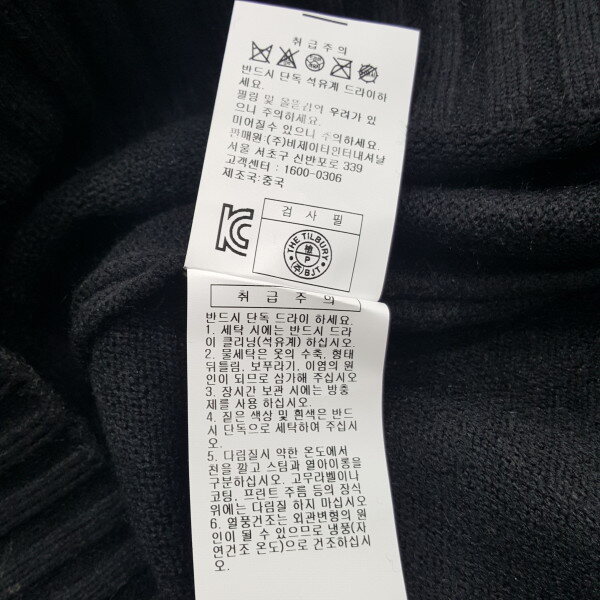 취급주의
반드시 단독 석유계 드라이하
세요.
필링 및 올뜯김의 우려가 있
으니 주의하세요.
미어질수 있으니 주의하세요.
판매원:(주)비제이티인터내셔날
서울 서초구 신반포로 339
고객센터 : 1600-0306
제조국:중국
검사필
THE TILBURY
檢
P
(주)BJT
취급주의
반드시 단독 드라이 하세요.
1. 세탁 시에는 반드시 드라
이 클리닝(석유계) 하십시오.
2. 물세탁은 옷의 수축, 형태
뒤틀림, 보푸라기, 이염의 원
인이 되므로 삼가해 주십시오
3. 장시간 보관 시에는 방충
제를 사용 하십시오.
4. 짙은 색상 및 흰색은 반드
시 단독으로 세탁하여 주십시
오.
5. 다림질시 약한 온도에서
천을 깔고 스팀과 열아이롱을
구분하십시오. 고무라벨이나
코팅, 프린트 주름 등의 장식
위에는 다림질 하지 마십시오
6. 열풍건조는 외관변형의 원
인이 될 수 있으므로 냉풍(자
연건조 온도)으로 건조하십시
오.